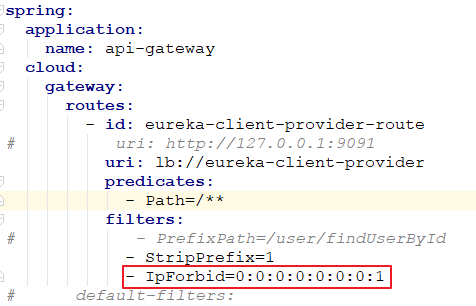 spring:
application:
name: api-gateway
cloud:
gateway:
routes:
- id: eureka-client-provider-route
# uri: http://127.0.0.1:9091
uri: lb://eureka-client-provider
predicates:
- Path=/**
filters:
# - PrefixPath=/user/findUserById
- StripPrefix=1
- IpForbid=0:0:0:0:0:0:0:1
# default-filters: